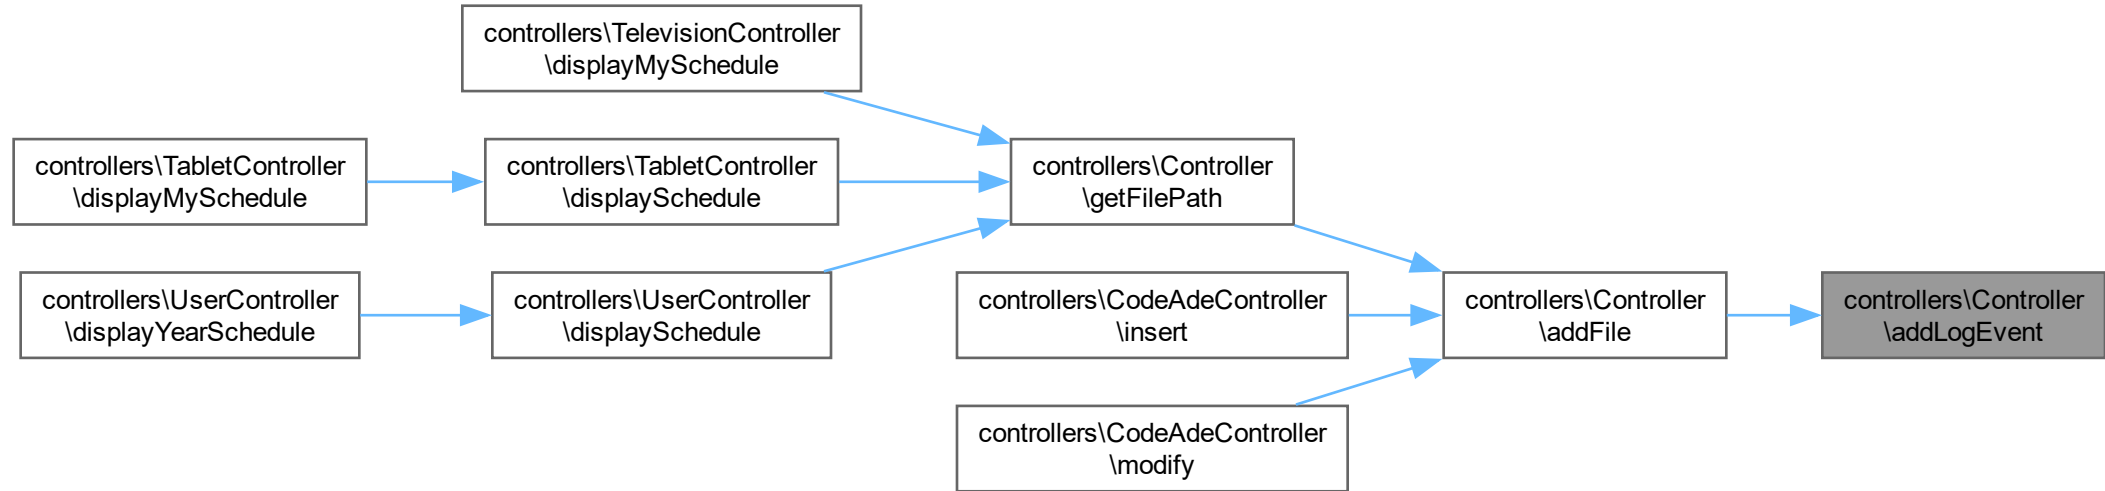 controllers\TelevisionController
\displayMySchedule
controllers\TabletController
\displayMySchedule
controllers\TabletController
\displaySchedule
controllers\Controller
\getFilePath
controllers\UserController
\displayYearSchedule
controllers\UserController
\displaySchedule
controllers\CodeAdeController
\insert
controllers\Controller
\addFile
controllers\Controller
\addLogEvent
controllers\CodeAdeController
\modify